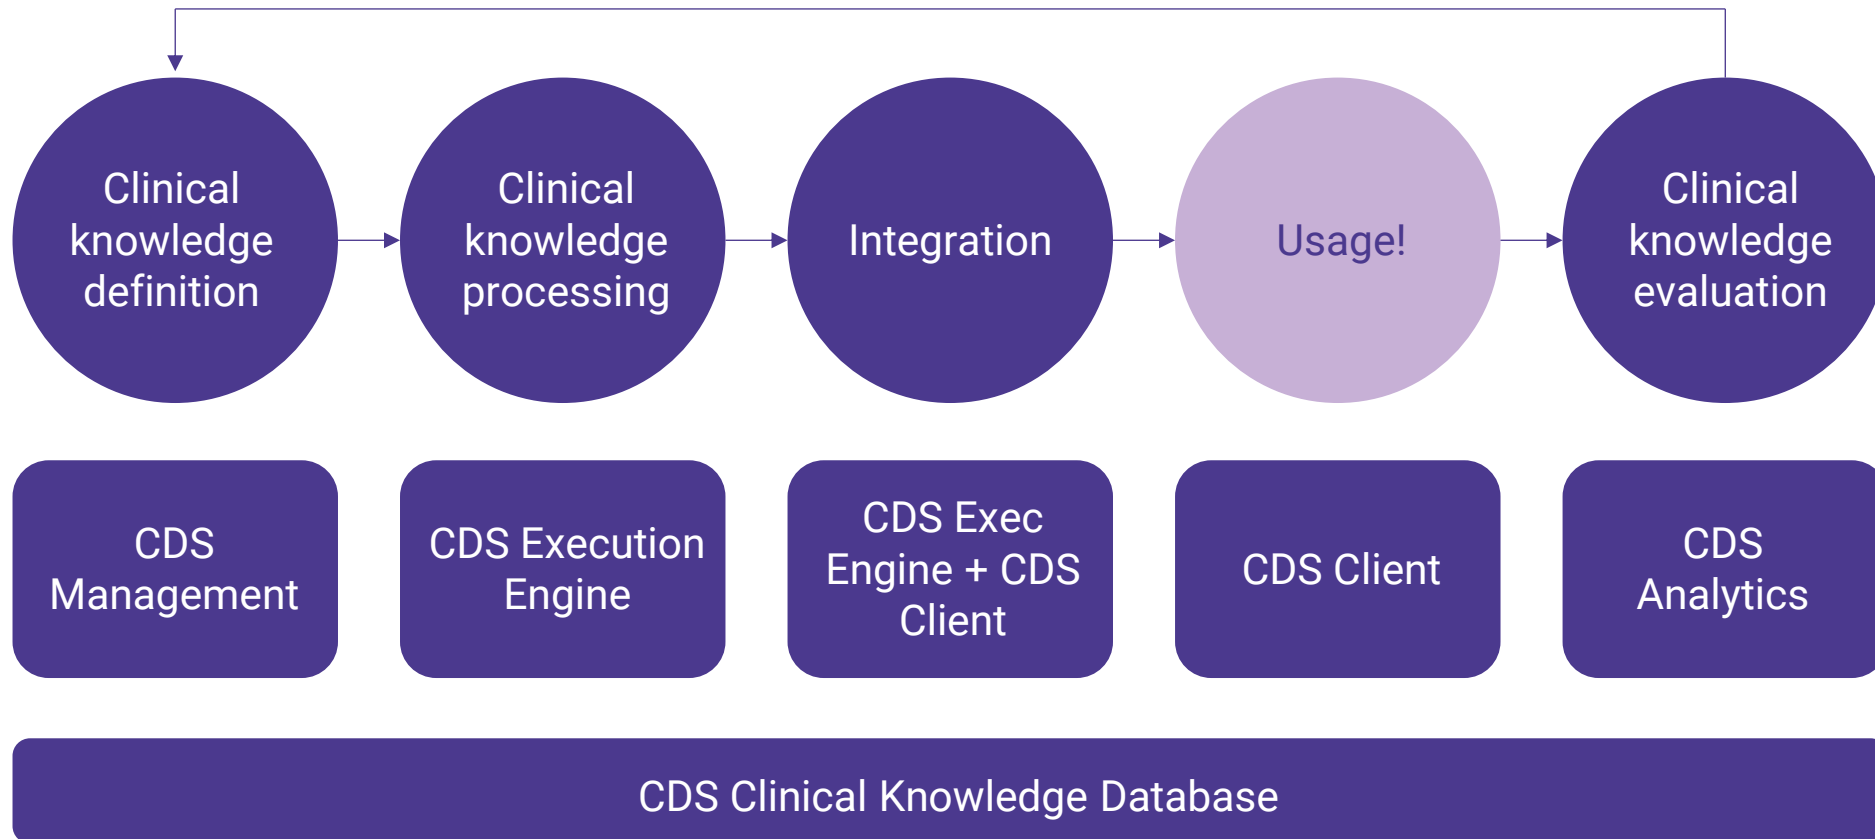 Clinical
knowledge
definition
Clinical
knowledge
processing
Integration
Usage!
Clinical
knowledge
evaluation
CDS
Management
CDS Execution
Engine
CDS Exec
Engine + CDS
Client
CDS Client
CDS
Analytics
CDS Clinical Knowledge Database